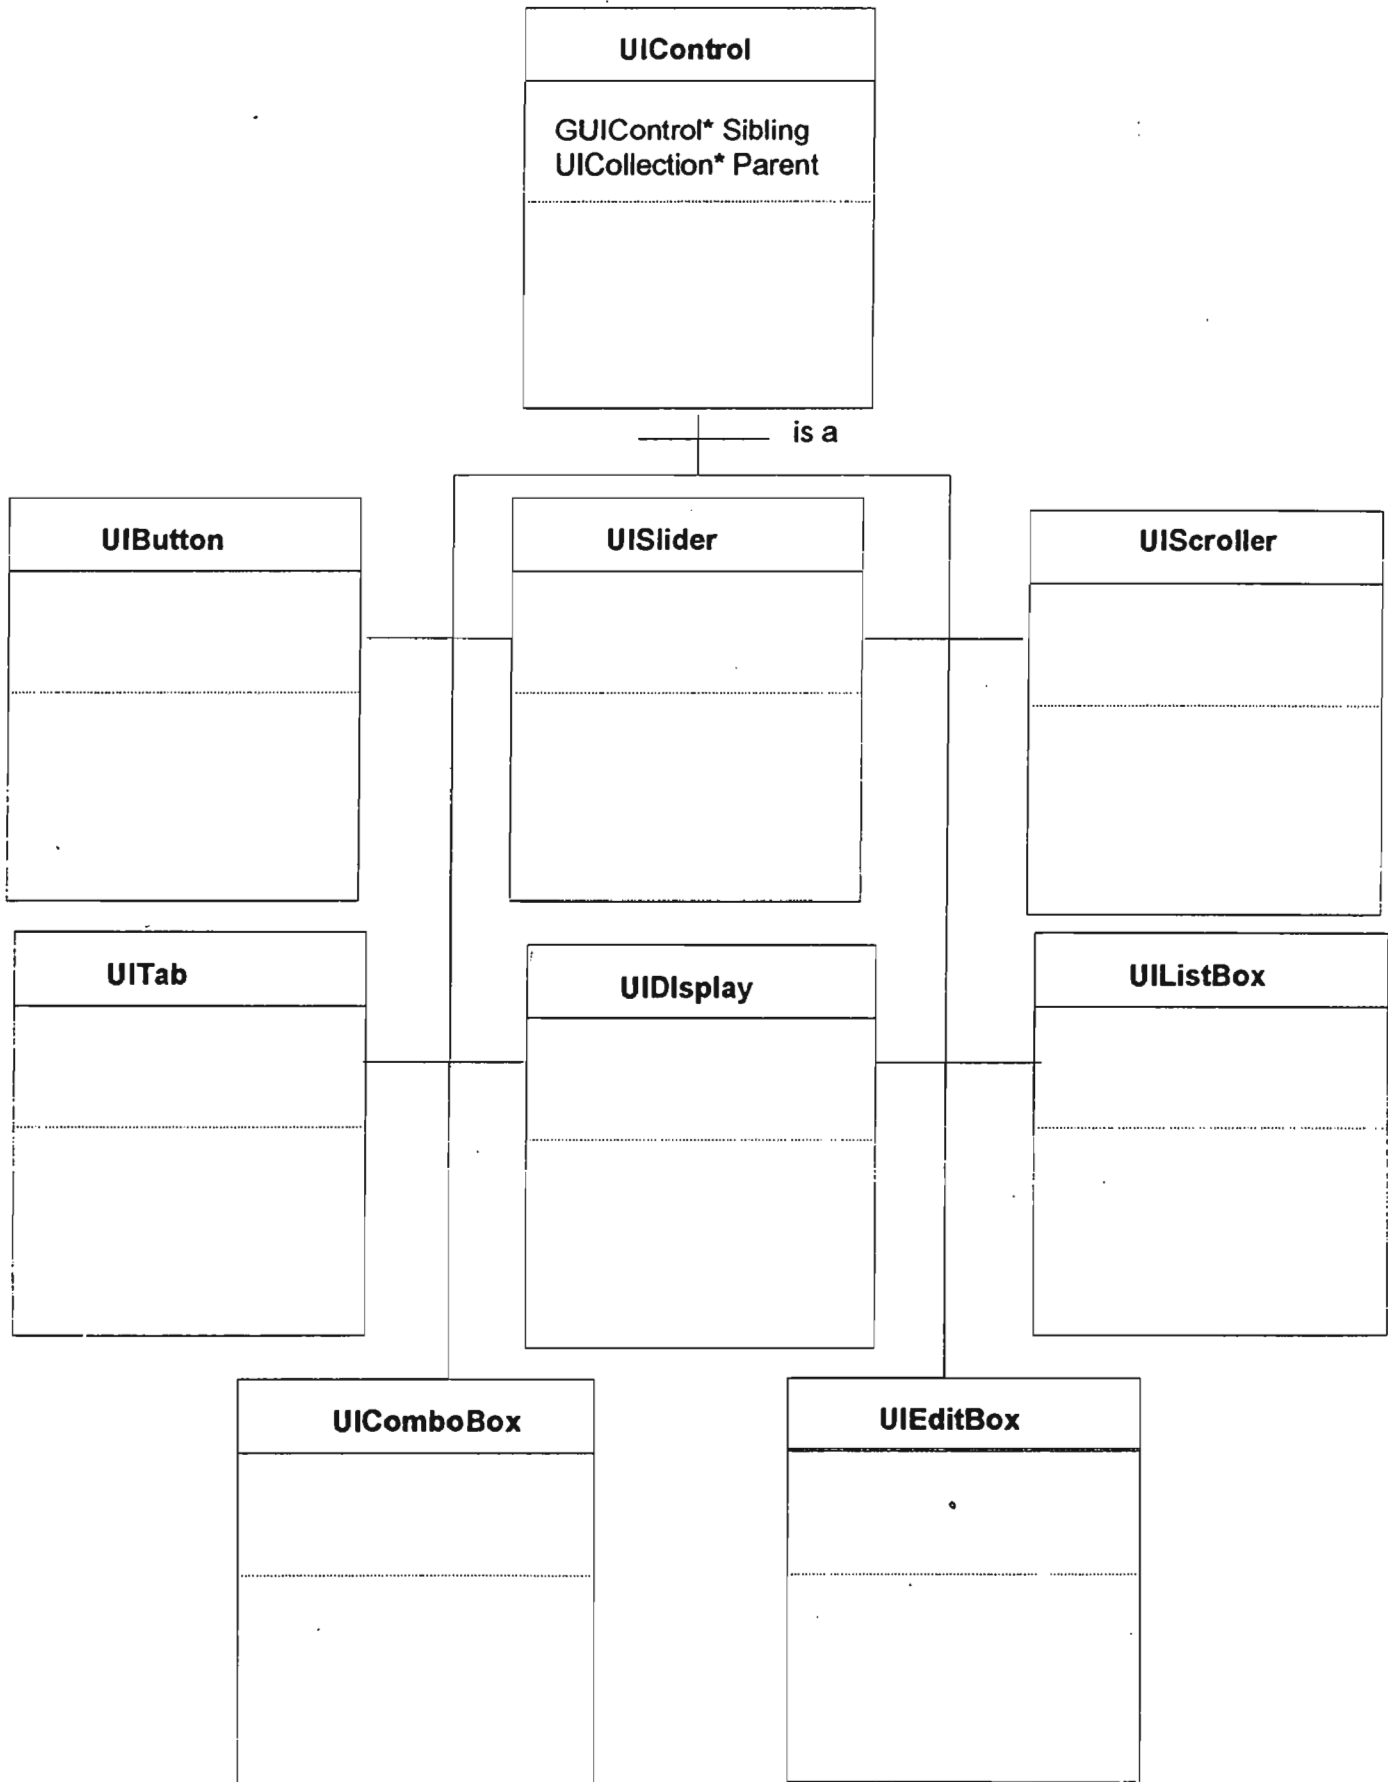 UIControl
GUIControl* Sibling
UICollection* Parent
is a
UIButton
UISlider
UIScroller
UITab
UIDIsplay
UIListBox
UIComboBox
UIEditBox